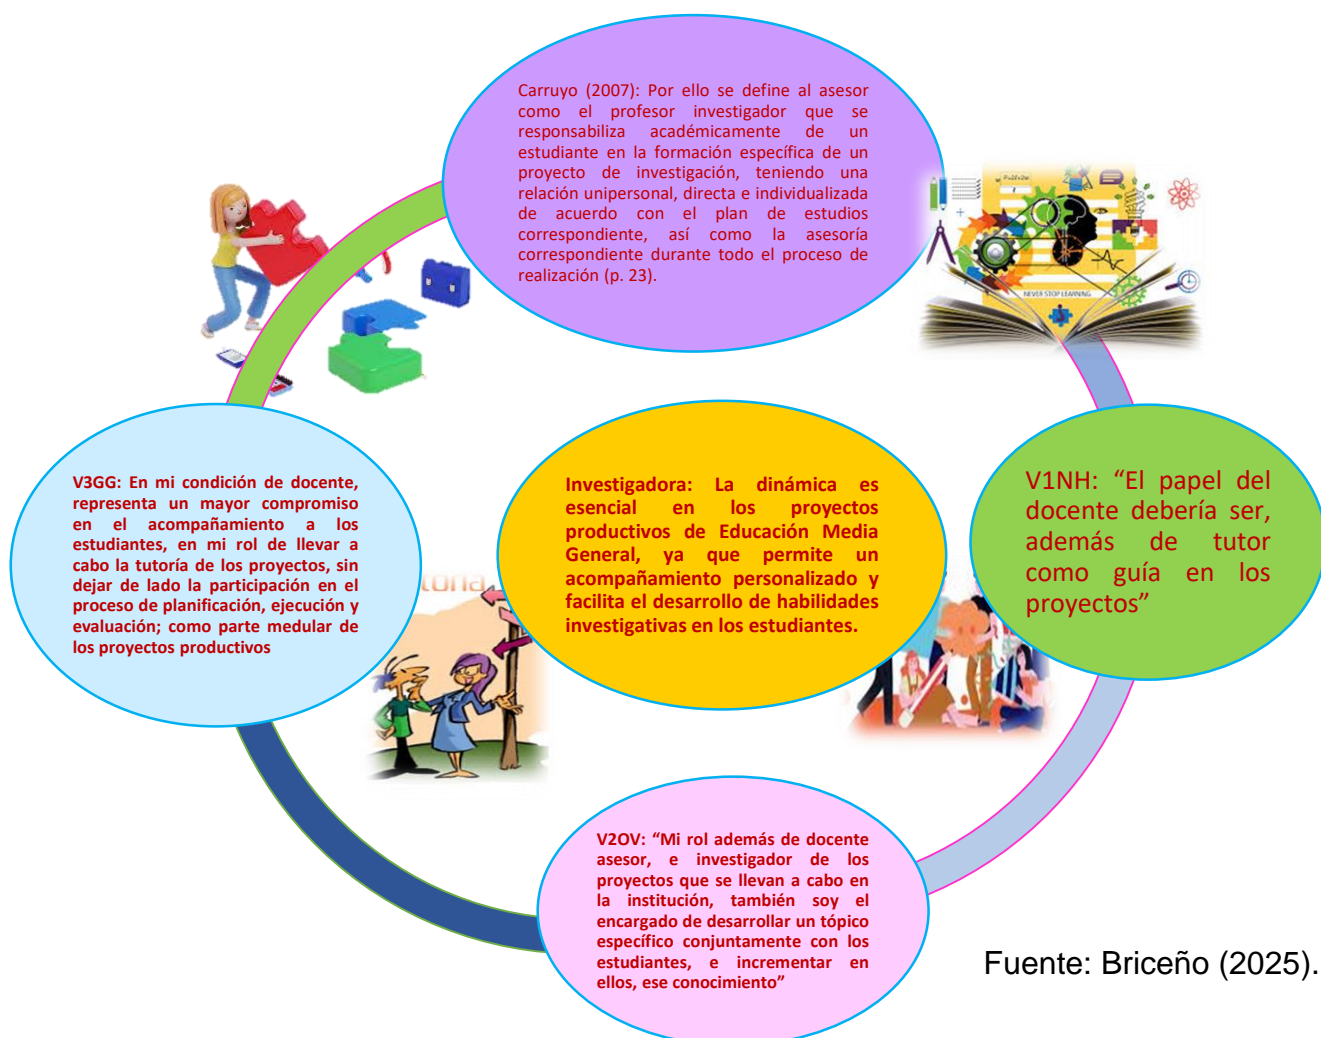 Carruyo (2007): Por ello se define al asesor
como el profesor investigador que se
responsabiliza académicamente de un
estudiante en la formación específica de un
proyecto de investigación, teniendo una
relación unipersonal, directa e individualizada
de acuerdo con el plan de estudios
correspondiente, así como la asesoría
correspondiente durante todo el proceso de
realización (p. 23).
NEVER STOP LEARNING
V3GG: En mi condición de docente,
representa un mayor compromiso
en el acompañamiento a los
estudiantes, en mi rol de llevar a
cabo la tutoría de los proyectos, sin
dejar de lado la participación en el
proceso de planificación, ejecución y
evaluación; como parte medular de
los proyectos productivos
Investigadora: La dinámica es
esencial en los proyectos
productivos de Educación Media
General, ya que permite un
acompañamiento personalizado y
facilita el desarrollo de habilidades
investigativas en los estudiantes.
V1NH: “El papel del
docente debería ser,
además de tutor
como guía en los
proyectos”
V2OV: “Mi rol además de docente
asesor, e investigador de los
proyectos que se llevan a cabo en
la institución, también soy el
encargado de desarrollar un tópico
específico conjuntamente con los
estudiantes, e incrementar en
ellos, ese conocimiento”
Fuente: Briceño (2025).